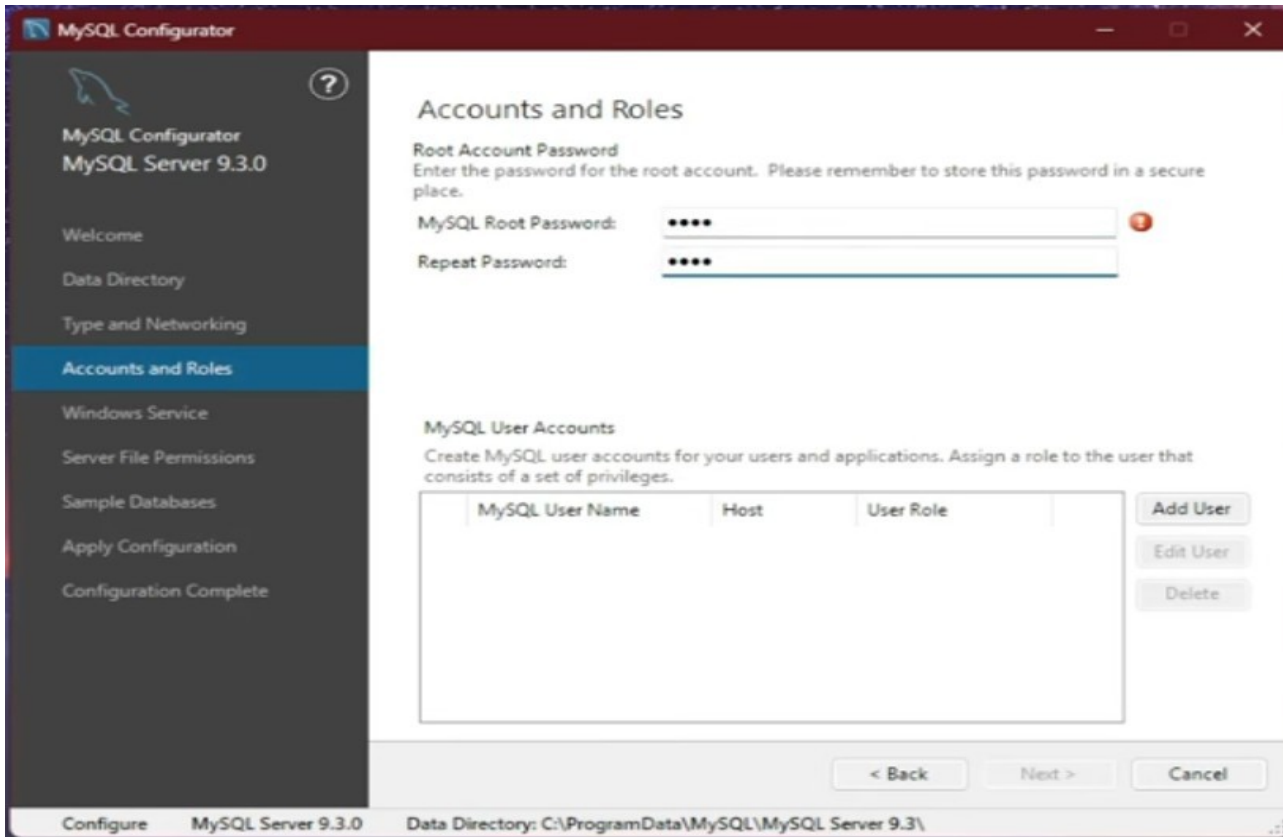 MySQL Configurator
?
MySQL Configurator
MySQL Server 9.3.0
Welcome
Data Directory
Type and Networking
Accounts and Roles
Windows Service
Server File Permissions
Sample Databases
Apply Configuration
Configuration Complete
Accounts and Roles
Root Account Password
Enter the password for the root account. Please remember to store this password in a secure
place.
MySQL Root Password: ●●●●
Repeat Password: ●●●●
MySQL User Accounts
Create MySQL user accounts for your users and applications. Assign a role to the user that
consists of a set of privileges.
MySQL User Name Host User Role
Add User
Edit User
Delete
< Back Next > Cancel
Configure MySQL Server 9.3.0 Data Directory: C:\ProgramData\MySQL\MySQL Server 9.3\